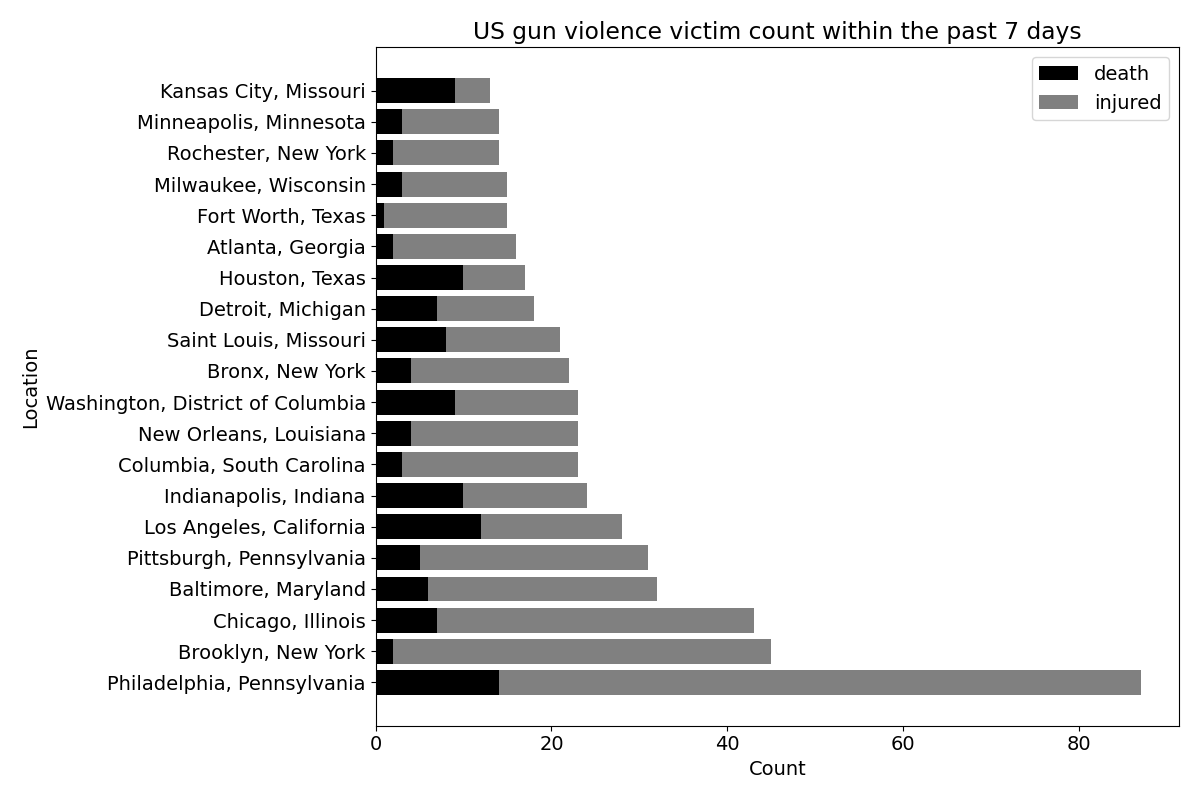 US gun violence victim count within the past 7 days
death
injured
Kansas City, Missouri
Minneapolis, Minnesota
Rochester, New York
Milwaukee, Wisconsin
Fort Worth, Texas
Atlanta, Georgia
Houston, Texas
Detroit, Michigan
Saint Louis, Missouri
Bronx, New York
Washington, District of Columbia
New Orleans, Louisiana
Columbia, South Carolina
Indianapolis, Indiana
Los Angeles, California
Pittsburgh, Pennsylvania
Baltimore, Maryland
Chicago, Illinois
Brooklyn, New York
Philadelphia, Pennsylvania
Location
0 20 40 60 80
Count